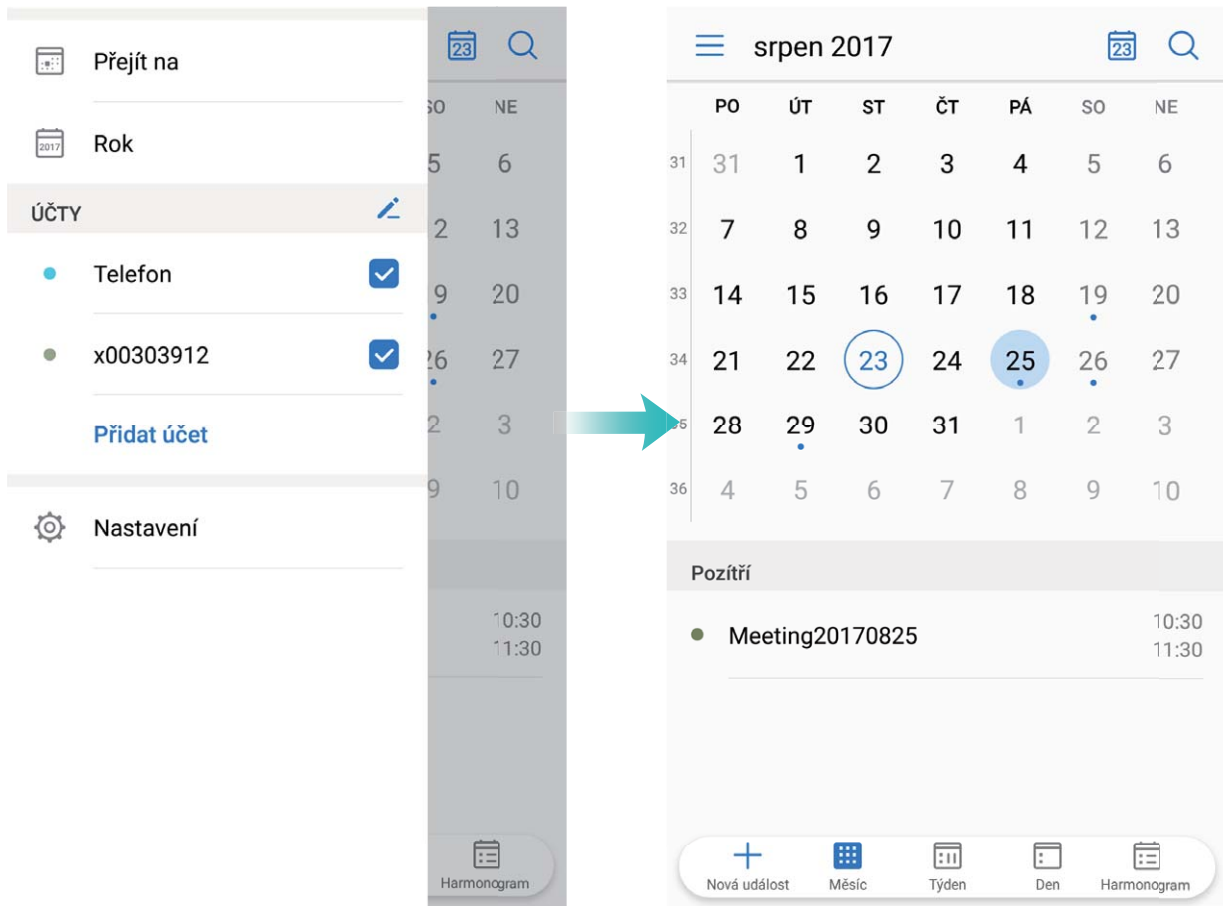 Přejít na
2017
Rok
ÚČTY
Telefon
x00303912
Přidat účet
Nastavení
23
SO NE
5 6
2 13
9 20
26 27
2 3
9 10
10:30
11:30
Harmonogram
srpen 2017
23
PO ÚT ST ČT PÁ SO NE
31 31 1 2 3 4 5 6
32 7 8 9 10 11 12 13
33 14 15 16 17 18 19 20
34 21 22 23 24 25 26 27
35 28 29 30 31 1 2 3
36 4 5 6 7 8 9 10
Pozítří
Meeting20170825
10:30
11:30
Nová událost Měsíc Týden Den Harmonogram